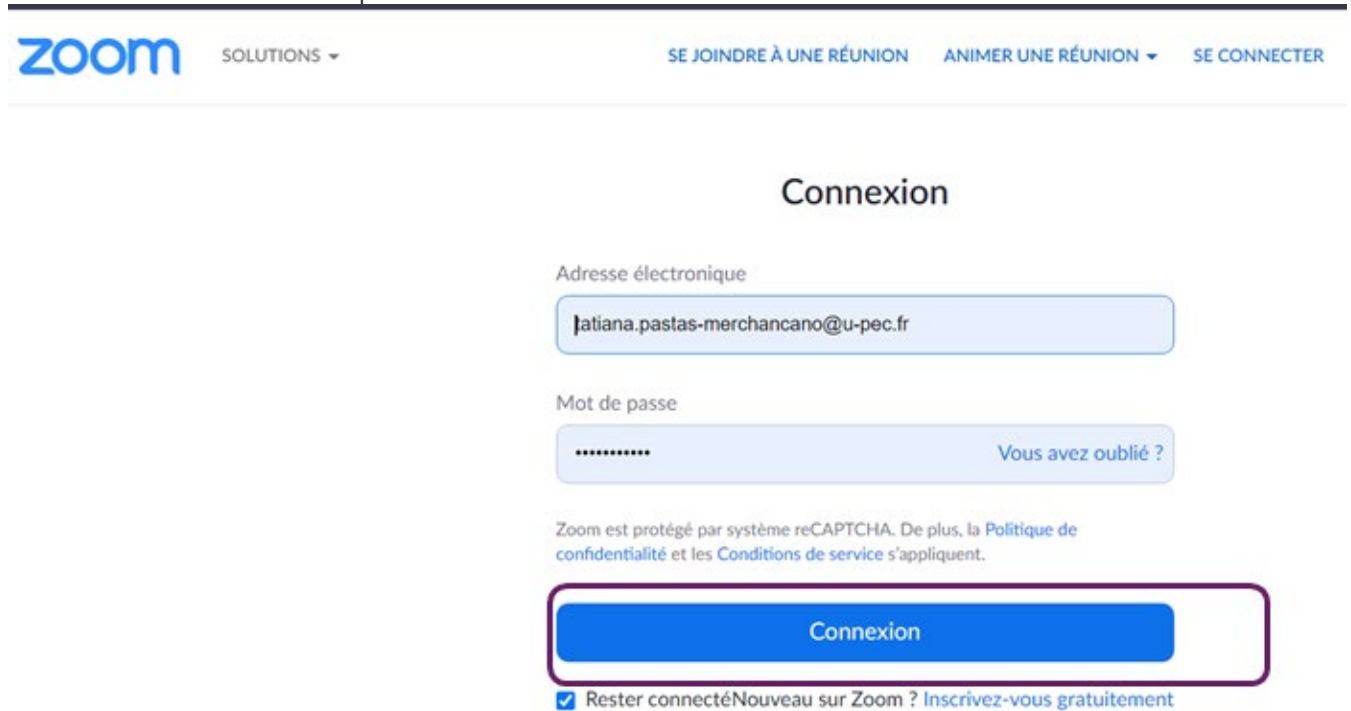 zoom SOLUTIONS SE JOINDRE À UNE RÉUNION ANIMER UNE RÉUNION SE CONNECTER
Connexion
Adresse électronique
tatiana.pastas-merchancano@u-pec.fr
Mot de passe
••••••••••• Vous avez oublié ?
Zoom est protégé par système reCAPTCHA. De plus, la Politique de
confidentialité et les Conditions de service s'appliquent.
Connexion
Rester connectéNouveau sur Zoom ? Inscrivez-vous gratuitement